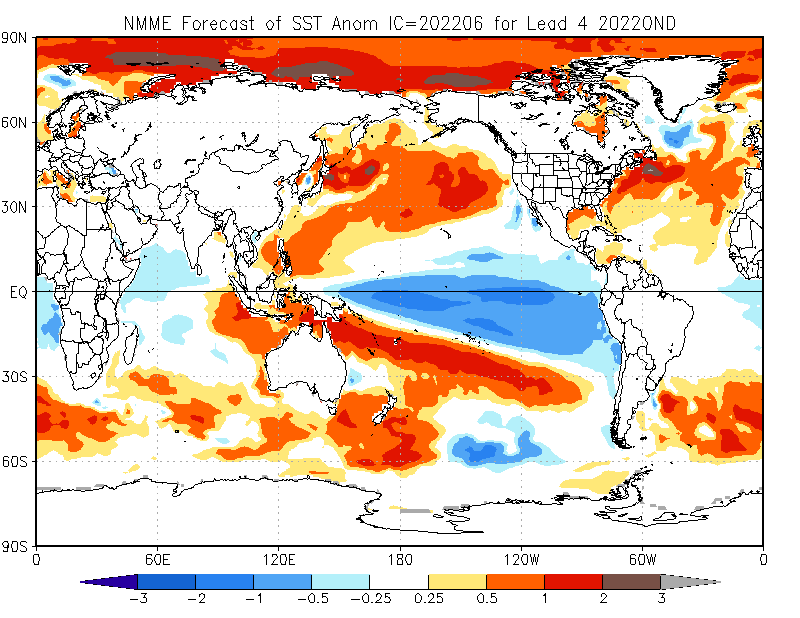 NMME Forecast of SST Anom IC=202206 for Lead 4 2022OND
90N
60N
30N
EQ
30S
60S
90S
0 60E 120E 180 120W 60W 0
-3 -2 -1 -0.5 -0.25 0.25 0.5 1 2 3